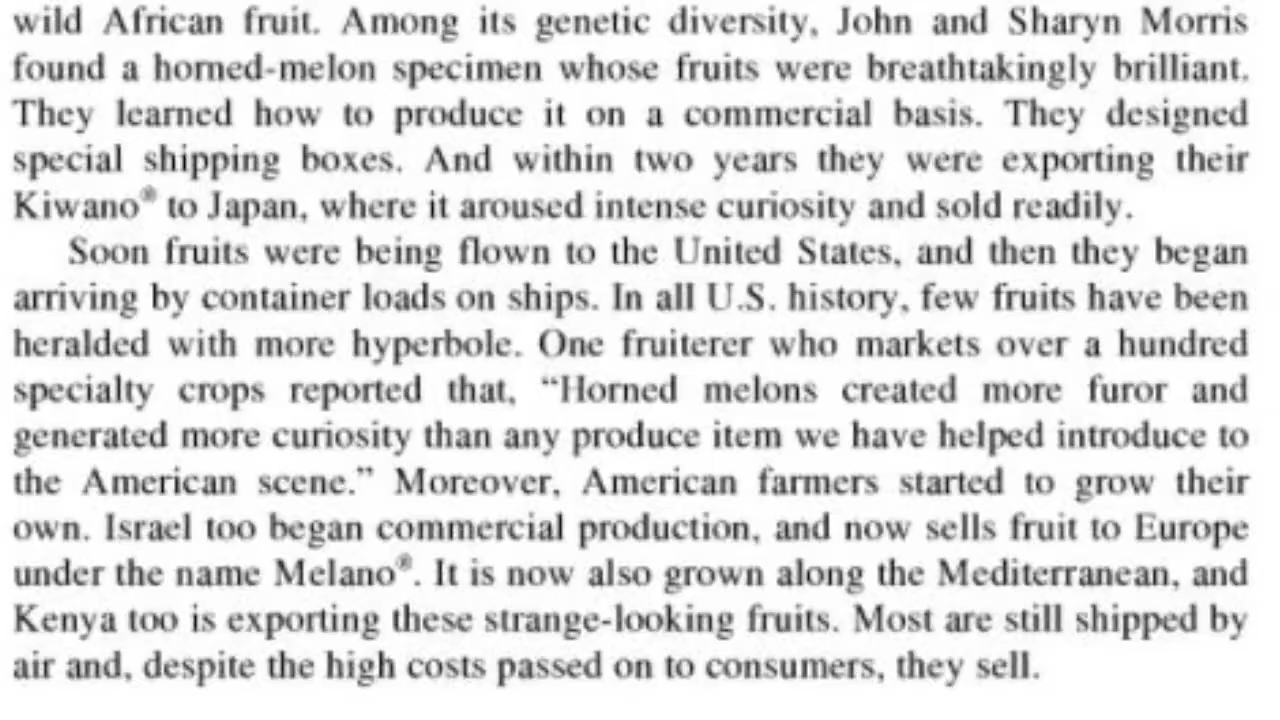 wild African fruit. Among its genetic diversity, John and Sharyn Morris
found a horned-melon specimen whose fruits were breathtakingly brilliant.
They learned how to produce it on a commercial basis. They designed
special shipping boxes. And within two years they were exporting their
Kiwano® to Japan, where it aroused intense curiosity and sold readily.
Soon fruits were being flown to the United States, and then they began
arriving by container loads on ships. In all U.S. history, few fruits have been
heralded with more hyperbole. One fruiterer who markets over a hundred
specialty crops reported that, “Horned melons created more furor and
generated more curiosity than any produce item we have helped introduce to
the American scene.” Moreover, American farmers started to grow their
own. Israel too began commercial production, and now sells fruit to Europe
under the name Melano®. It is now also grown along the Mediterranean, and
Kenya too is exporting these strange-looking fruits. Most are still shipped by
air and, despite the high costs passed on to consumers, they sell.